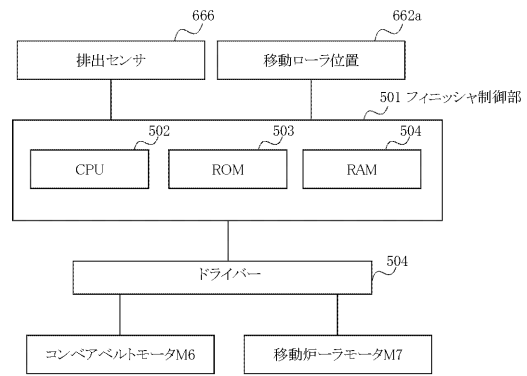 666
662a
排出センサ
移動ローラ位置
501 フィニッシャ制御部
502
503
504
CPU
ROM
RAM
ドライバー
504
コンベアベルトモータM6
移動炉ーラモータM7